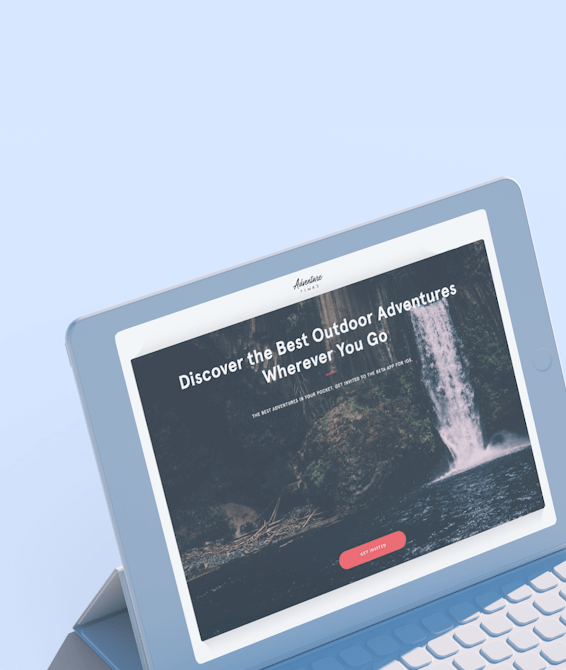 Adventure
TIMES
Discover the Best Outdoor Adventures
Wherever You Go
THE BEST ADVENTURES IN YOUR POCKET. GET INVITED TO THE BETA APP FOR IOS.
GET INVITED